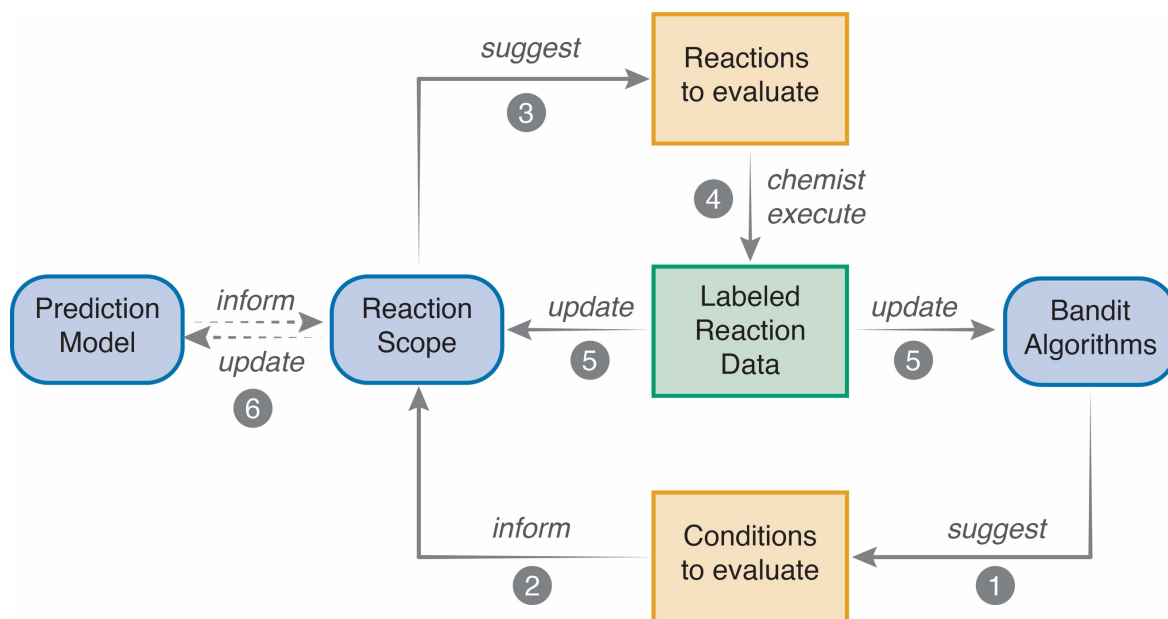 suggest
3
Reactions
to evaluate
4
chemist
execute
Prediction
Model
inform
update
6
Reaction
Scope
update
5
Labeled
Reaction
Data
update
5
Bandit
Algorithms
inform
2
Conditions
to evaluate
suggest
1